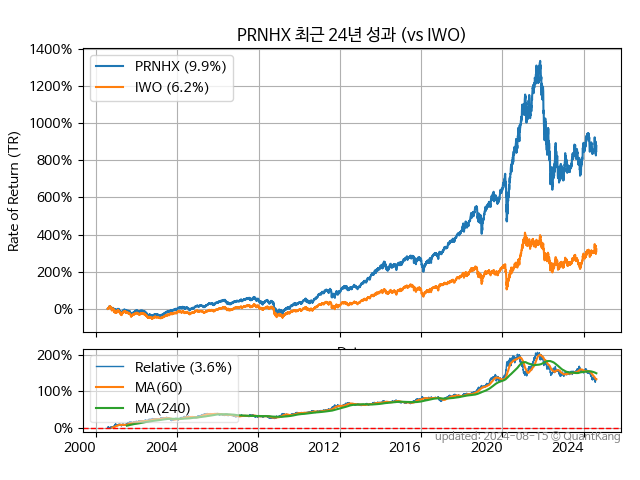 PRNHX 최근 24년 성과 (vs IWO)
1400%
1200%
1000%
800%
600%
400%
200%
0%
Rate of Return (TR)
PRNHX (9.9%)
IWO (6.2%)
200%
100%
0%
Relative (3.6%)
MA(60)
MA(240)
2000 2004 2008 2012 2016 2020 2024
updated: 2024-08-15 © QuantKang